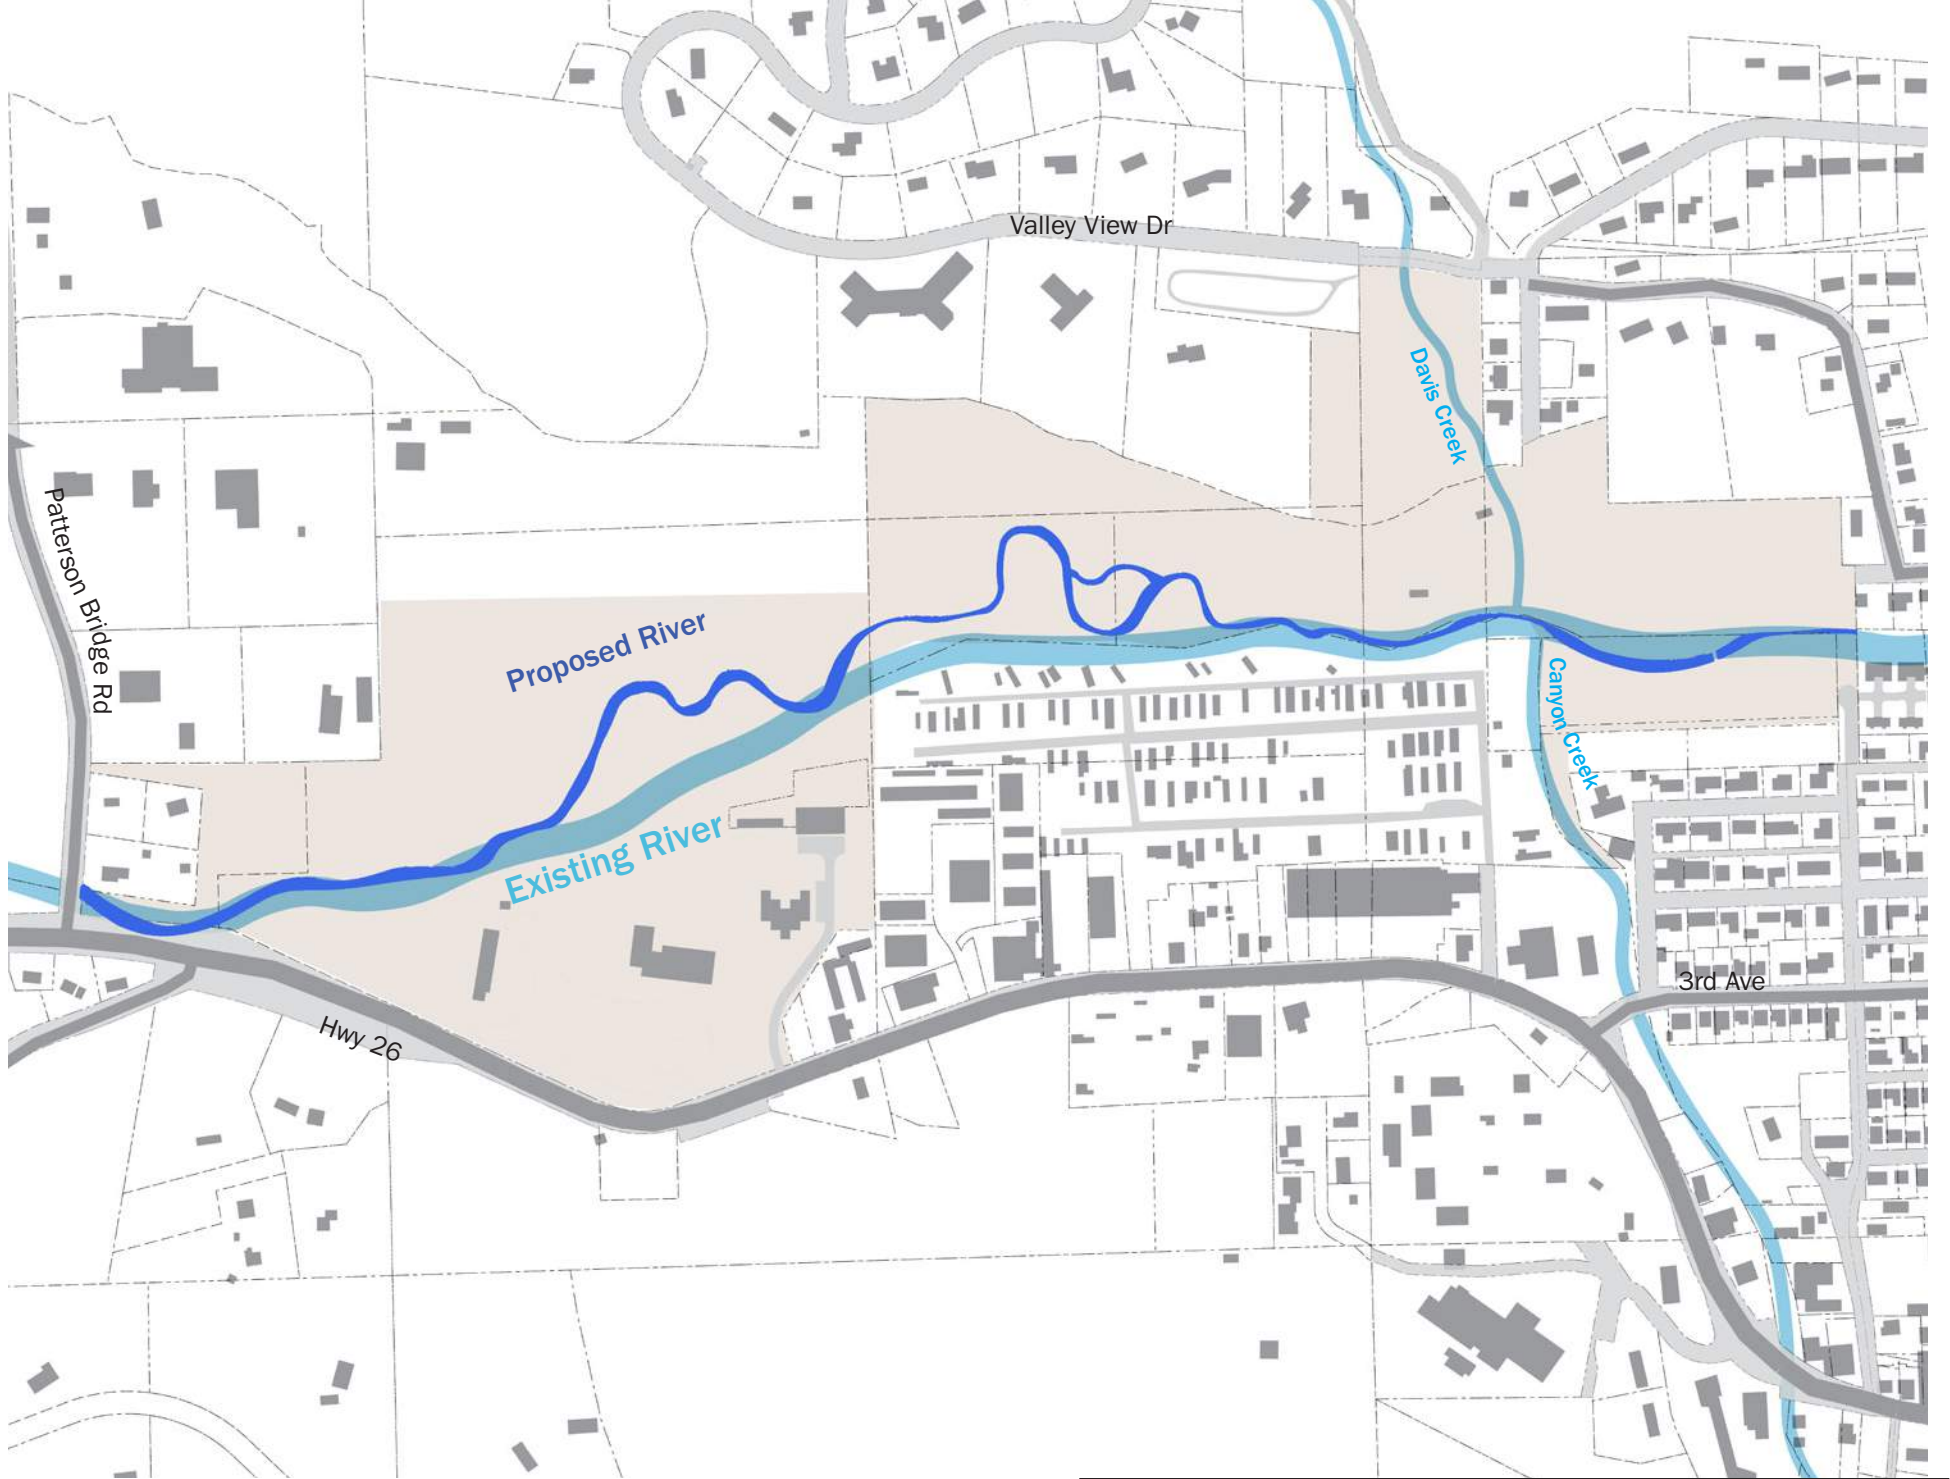 Valley View Dr
Davis Creek
Patterson Bridge Rd
Proposed River
Canyon Creek
Existing River
3rd Ave
Hwy 26